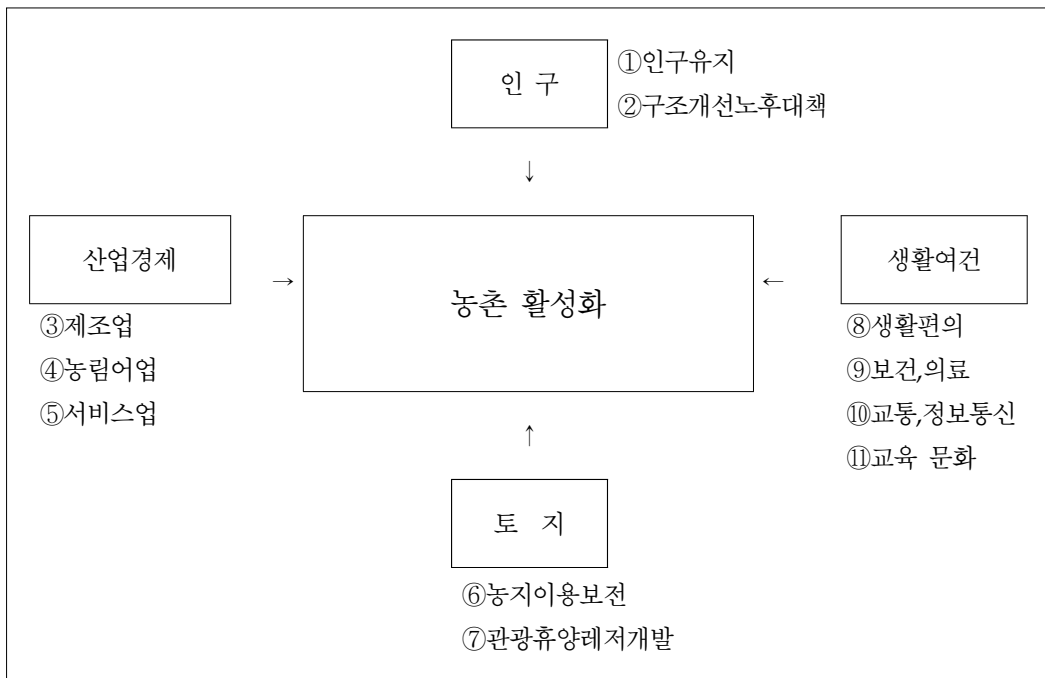 인 구
①인구유지
②구조개선노후대책
↓
산업경제
③제조업
④농림어업
⑤서비스업
→
농촌 활성화
←
생활여건
⑧생활편의
⑨보건,의료
⑩교통,정보통신
⑪교육 문화
↑
토 지
⑥농지이용보전
⑦관광휴양레저개발